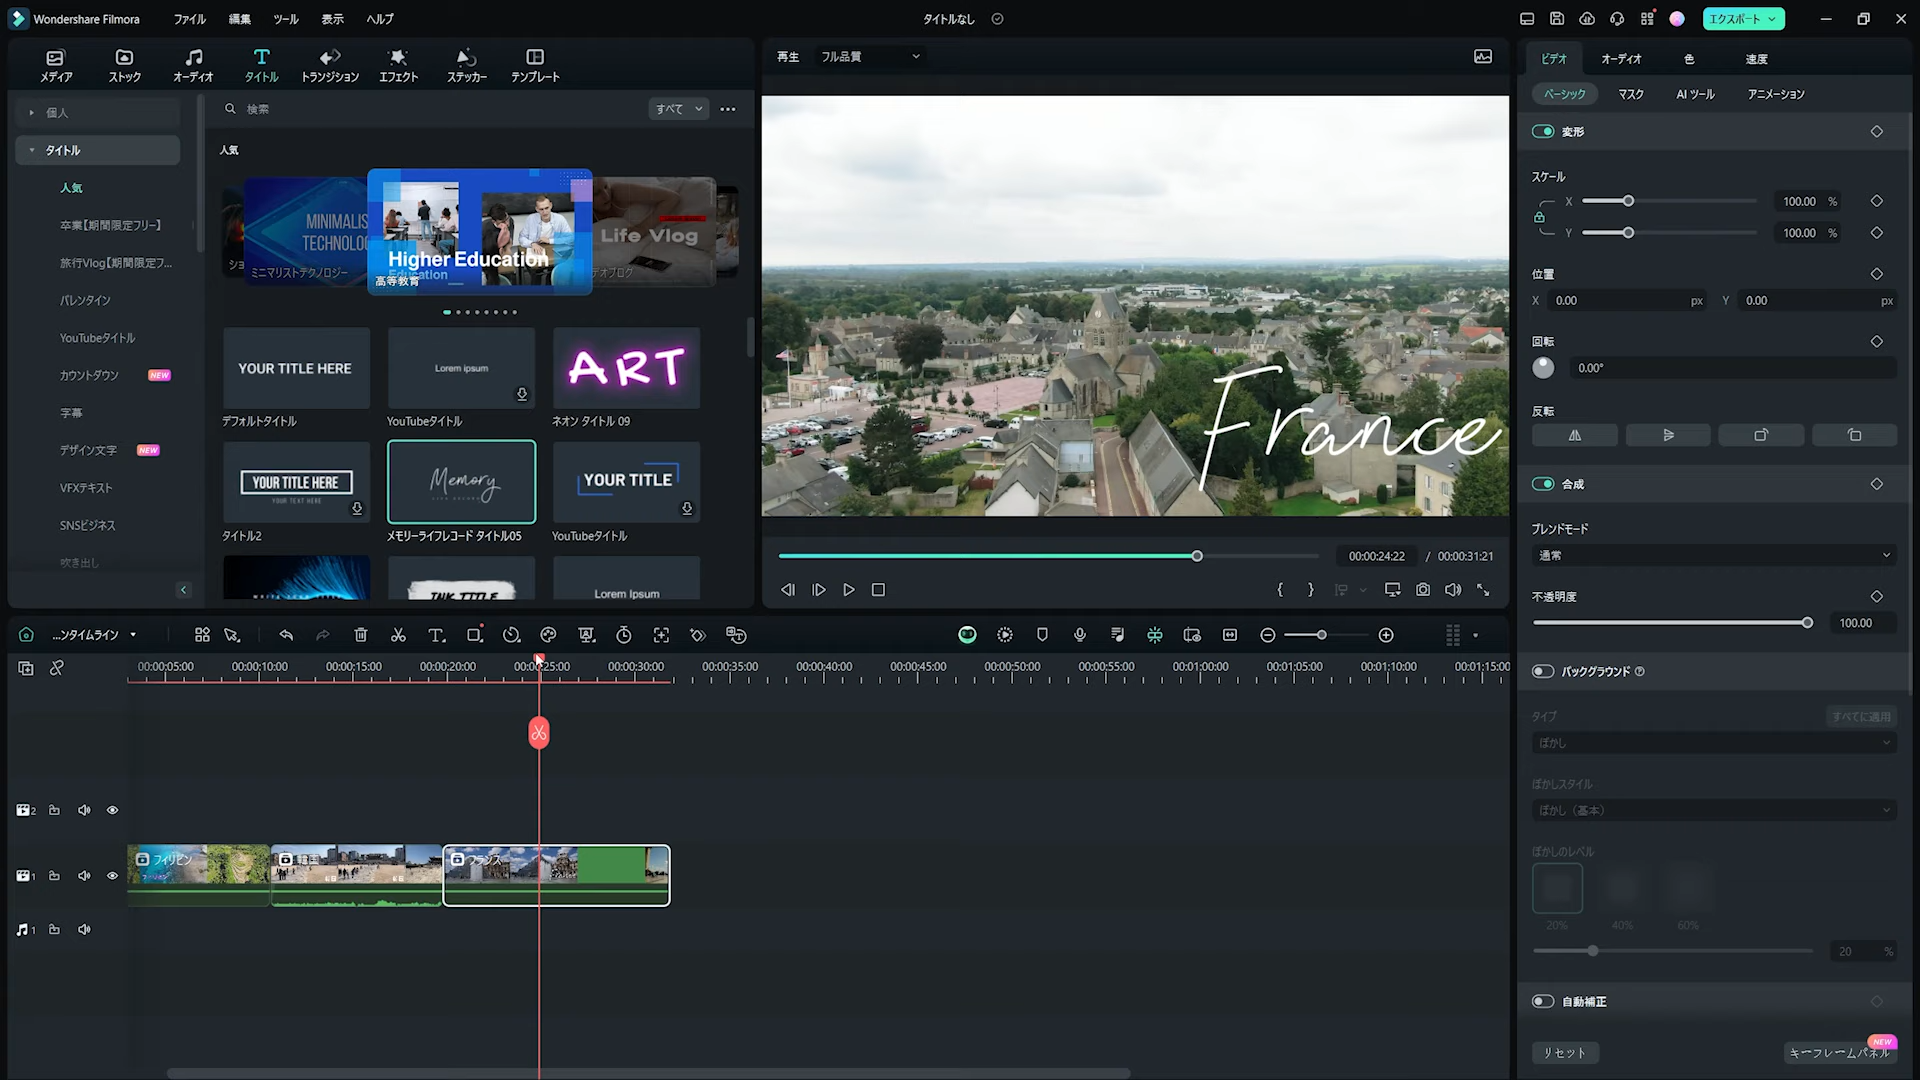 Wondershare Filmora
ファイル 編集 ツール 表示 ヘルプ
タイトルなし
エクスポート
メディア ストック オーディオ タイトル トランジション エフェクト ステッカー テンプレート
個人
タイトル
人気
卒業【期間限定フリー】
旅行Vlog【期間限定フ...
バレンタイン
YouTubeタイトル
カウントダウン NEW
字幕
デザイン文字 NEW
VFXテキスト
SNSビジネス
吹き出し
検索
すべて
人気
MINIMALIS
TECHNOLO
ミニマリストテクノロジー
Higher Education
Education
高等教育
Life Vlog
デオブログ
YOUR TITLE HERE
デフォルトタイトル
Lorem ipsum
YouTubeタイトル
ART
ネオン タイトル 09
YOUR TITLE HERE
YOUR TEXT HERE
タイトル2
Memory
メモリーライフレコード タイトル05
YOUR TITLE
YouTubeタイトル
INK TITLE
Lorem Ipsum
再生 フル品質
France
00:00:24:22 / 00:00:31:21
ビデオ オーディオ 色 速度
ベーシック マスク AI ツール アニメーション
変形
スケール
X 100.00 %
Y 100.00 %
位置
X 0.00 px Y 0.00 px
回転
0.00°
反転
合成
ブレンドモード
通常
不透明度
100.00
バックグラウンド
タイプ すべてに適用
ぼかし
ぼかしスタイル
ぼかし（基本）
ぼかしのレベル
20% 40% 60%
20 %
自動補正
リセット キーフレームパネル NEW
...ンタイムライン
00:00:05:00 00:00:10:00 00:00:15:00 00:00:20:00 00:00:25:00 00:00:30:00 00:00:35:00 00:00:40:00 00:00:45:00 00:00:50:00 00:00:55:00 00:01:00:00 00:01:05:00 00:01:10:00 00:01:15:00
2
1
フィリピン
韓国
フランス
1